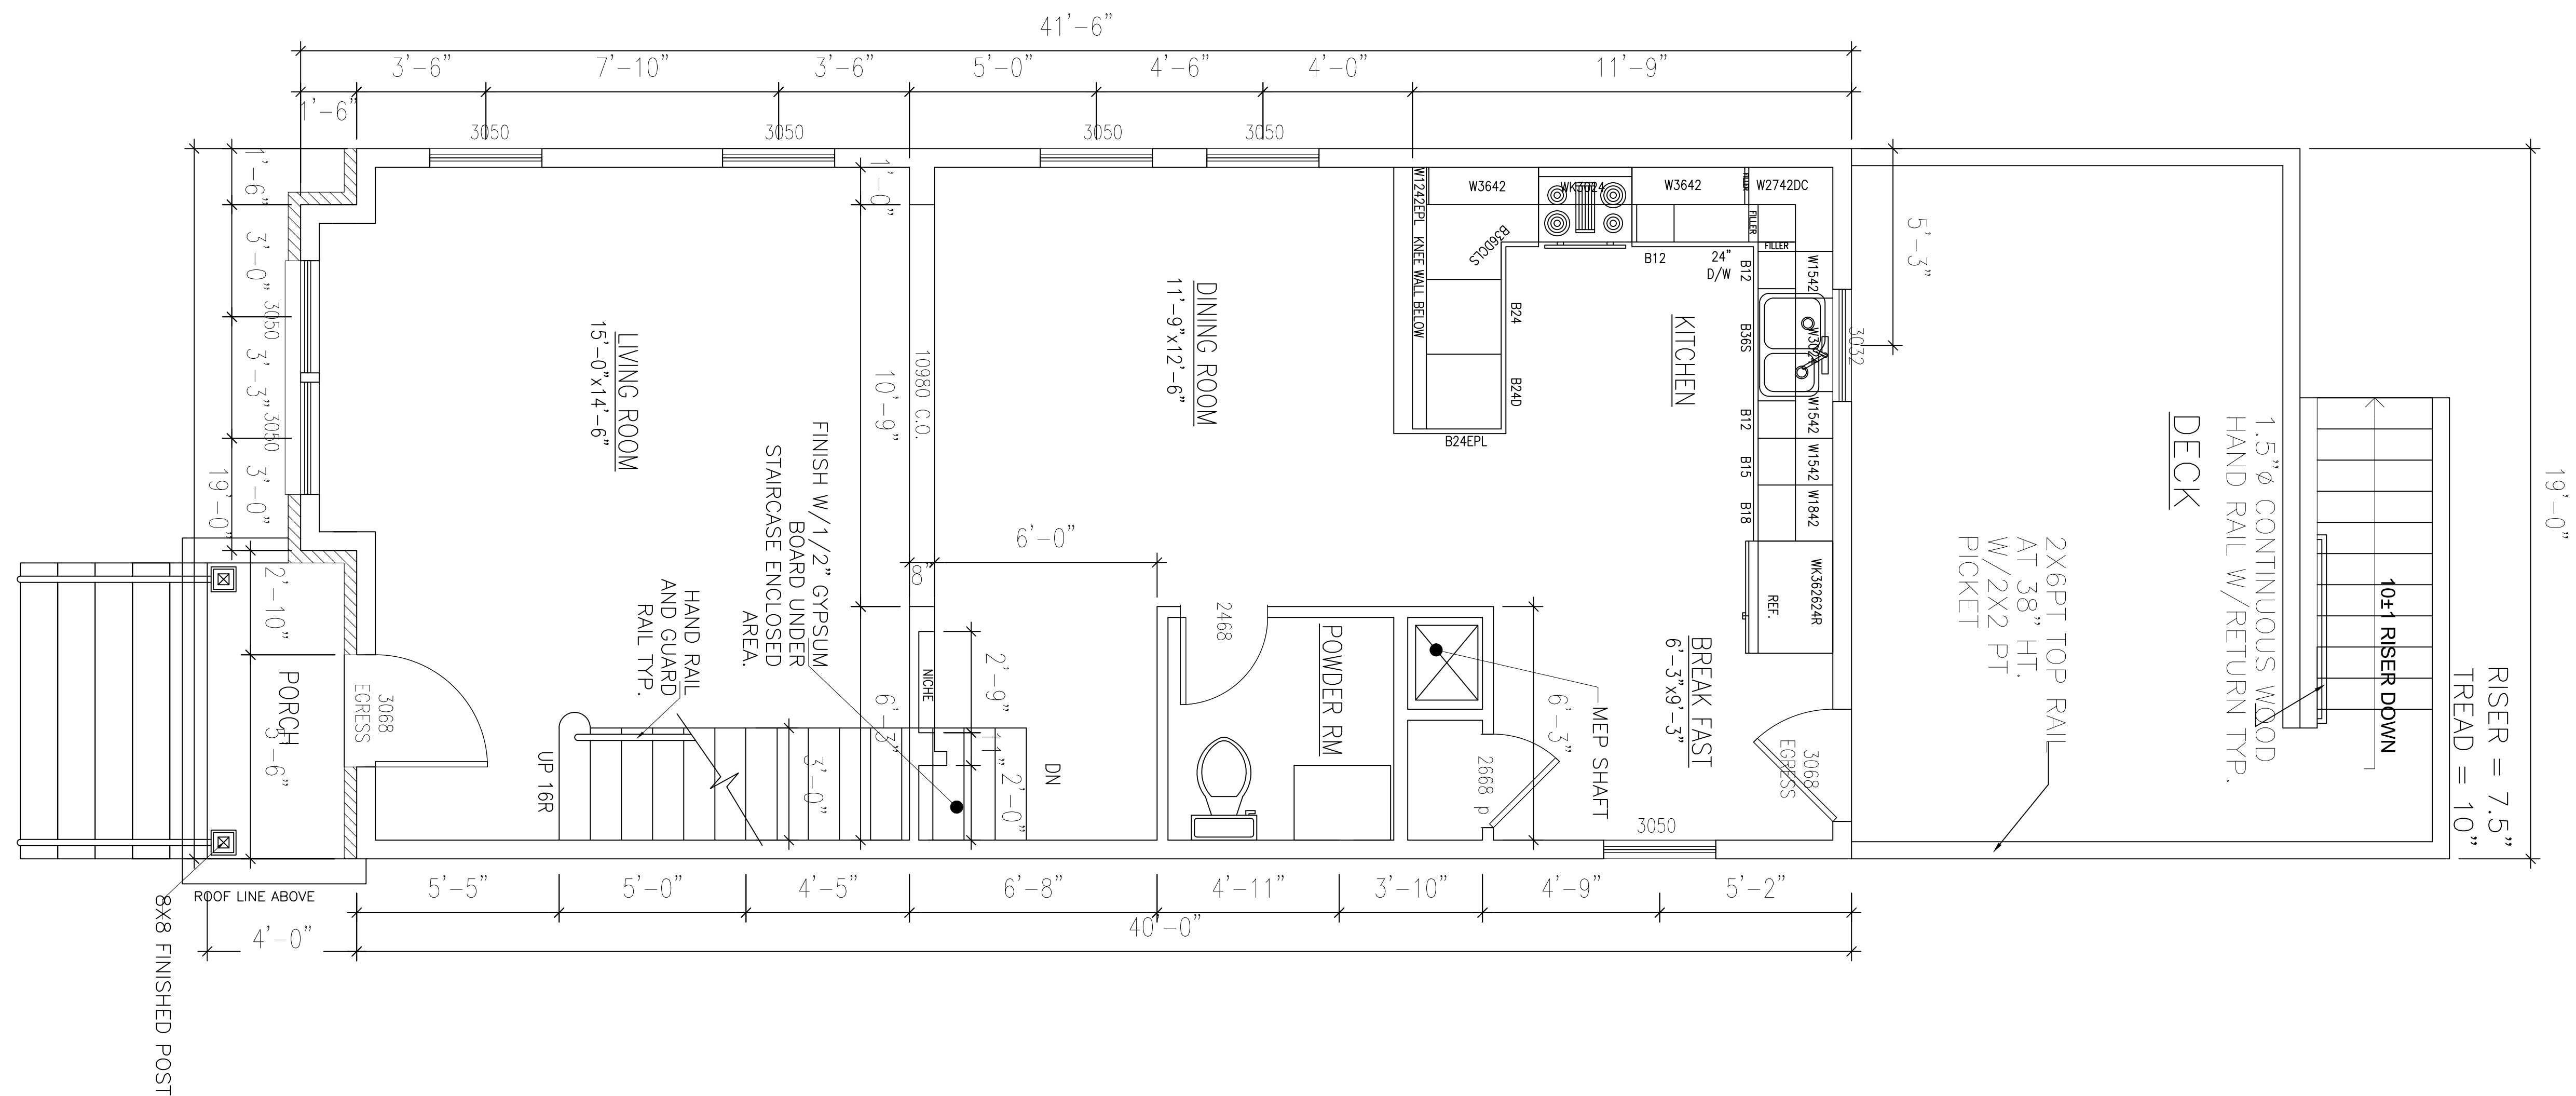 41'-6"
3'-6"
7'-10"
3'-6"
5'-0"
4'-6"
4'-0"
11'-9"
1'-6"
3050
3050
3050
3050
1'-6"
3'-0"
3050
3'-3"
3050
3'-0"
19'-0"
2'-10"
3'-6"
PORCH
3068
EGRESS
ROOF LINE ABOVE
8X8 FINISHED POST
4'-0"
LIVING ROOM
15'-0"x14'-6"
1'-0"
10'-9"
6'-3"
10980 C.O.
8"
6'-0"
FINISH W/1/2" GYPSUM
BOARD UNDER
STAIRCASE ENCLOSED
AREA.
HAND RAIL
AND GUARD
RAIL TYP.
UP 16R
3'-0"
NICHE
2'-9"
11"
2'-0"
DN
DINING ROOM
11'-9"x12'-6"
W1242EPL KNEE WALL BELOW
W3642
WK3024
W3642
FILLER
W2742DC
FILLER
FILLER
B36DCLS
B12
24"
D/W
B24
B24D
B24EPL
KITCHEN
B12
B36S
B12
B15
B18
W1542
W1542
W1542
W1842
WK362624R
REF.
3032
5'-3"
2468
POWDER RM
MEP SHAFT
2668 p
6'-3"
BREAK FAST
6'-3"x9'-3"
3068
EGRESS
3050
DECK
1.5"ø CONTINUOUS WOOD
HAND RAIL W/RETURN TYP.
2X6PT TOP RAIL
AT 38" HT.
W/2X2 PT
PICKET
10+1 RISER DOWN
RISER = 7.5"
TREAD = 10"
19'-0"
5'-5"
5'-0"
4'-5"
6'-8"
4'-11"
3'-10"
4'-9"
5'-2"
40'-0"